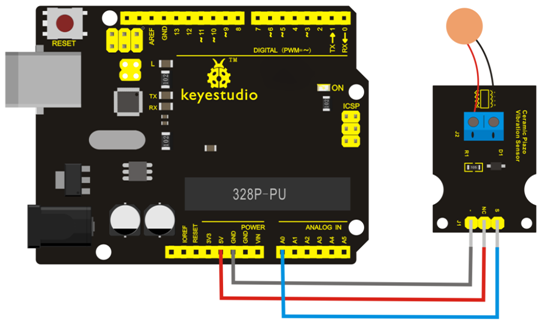 RESET
AREF
GND
13
12
~11
~10
~9
8
7
~6
~5
4
~3
2
TX→1
RX←0
DIGITAL (PWM~)
L
TX
RX
TM
keyestudio
ON
ICSP
328P-PU
POWER
ANALOG IN
IOREF
RESET
3V3
5V
GND
GND
VIN
A0
A1
A2
A3
A4
A5
J2
Ceramic Piezo
Vibration Sensor
R1
D1
J1
-
NC
S